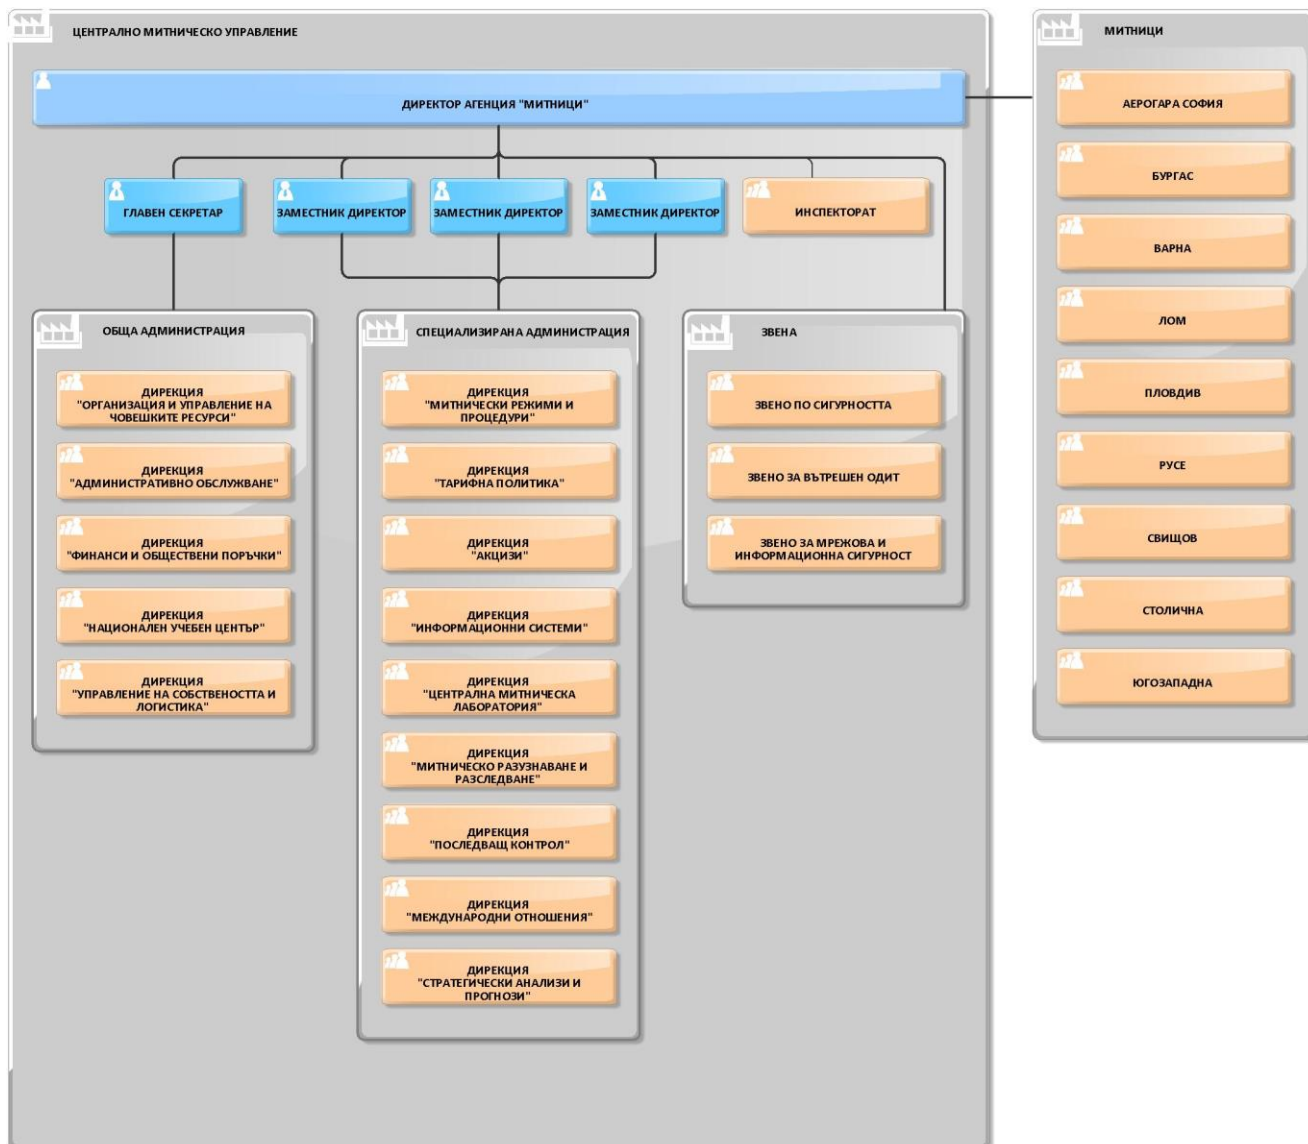 ЦЕНТРАЛНО МИТНИЧЕСКО УПРАВЛЕНИЕ
ДИРЕКТОР АГЕНЦИЯ "МИТНИЦИ"
ГЛАВЕН СЕКРЕТАР
ЗАМЕСТНИК ДИРЕКТОР
ЗАМЕСТНИК ДИРЕКТОР
ЗАМЕСТНИК ДИРЕКТОР
ИНСПЕКТОРАТ
ОБЩА АДМИНИСТРАЦИЯ
ДИРЕКЦИЯ
"ОРГАНИЗАЦИЯ И УПРАВЛЕНИЕ НА
ЧОВЕШКИТЕ РЕСУРСИ"
ДИРЕКЦИЯ
"АДМИНИСТРАТИВНО ОБСЛУЖВАНЕ"
ДИРЕКЦИЯ
"ФИНАНСИ И ОБЩЕСТВЕНИ ПОРЪЧКИ"
ДИРЕКЦИЯ
"НАЦИОНАЛЕН УЧЕБЕН ЦЕНТЪР"
ДИРЕКЦИЯ
"УПРАВЛЕНИЕ НА СОБСТВЕНОСТТА И
ЛОГИСТИКА"
СПЕЦИАЛИЗИРАНА АДМИНИСТРАЦИЯ
ДИРЕКЦИЯ
"МИТНИЧЕСКИ РЕЖИМИ И
ПРОЦЕДУРИ"
ДИРЕКЦИЯ
"ТАРИФНА ПОЛИТИКА"
ДИРЕКЦИЯ
"АКЦИЗИ"
ДИРЕКЦИЯ
"ИНФОРМАЦИОННИ СИСТЕМИ"
ДИРЕКЦИЯ
"ЦЕНТРАЛНА МИТНИЧЕСКА
ЛАБОРАТОРИЯ"
ДИРЕКЦИЯ
"МИТНИЧЕСКО РАЗУЗНАВАНЕ И
РАЗСЛЕДВАНЕ"
ДИРЕКЦИЯ
"ПОСЛЕДВАЩ КОНТРОЛ"
ДИРЕКЦИЯ
"МЕЖДУНАРОДНИ ОТНОШЕНИЯ"
ДИРЕКЦИЯ
"СТРАТЕГИЧЕСКИ АНАЛИЗИ И
ПРОГНОЗИ"
ЗВЕНА
ЗВЕНО ПО СИГУРНОСТТА
ЗВЕНО ЗА ВЪТРЕШЕН ОДИТ
ЗВЕНО ЗА МРЕЖОВА И
ИНФОРМАЦИОННА СИГУРНОСТ
МИТНИЦИ
АЕРОГАРА СОФИЯ
БУРГАС
ВАРНА
ЛОМ
ПЛОВДИВ
РУСЕ
СВИЩОВ
СТОЛИЧНА
ЮГОЗАПАДНА